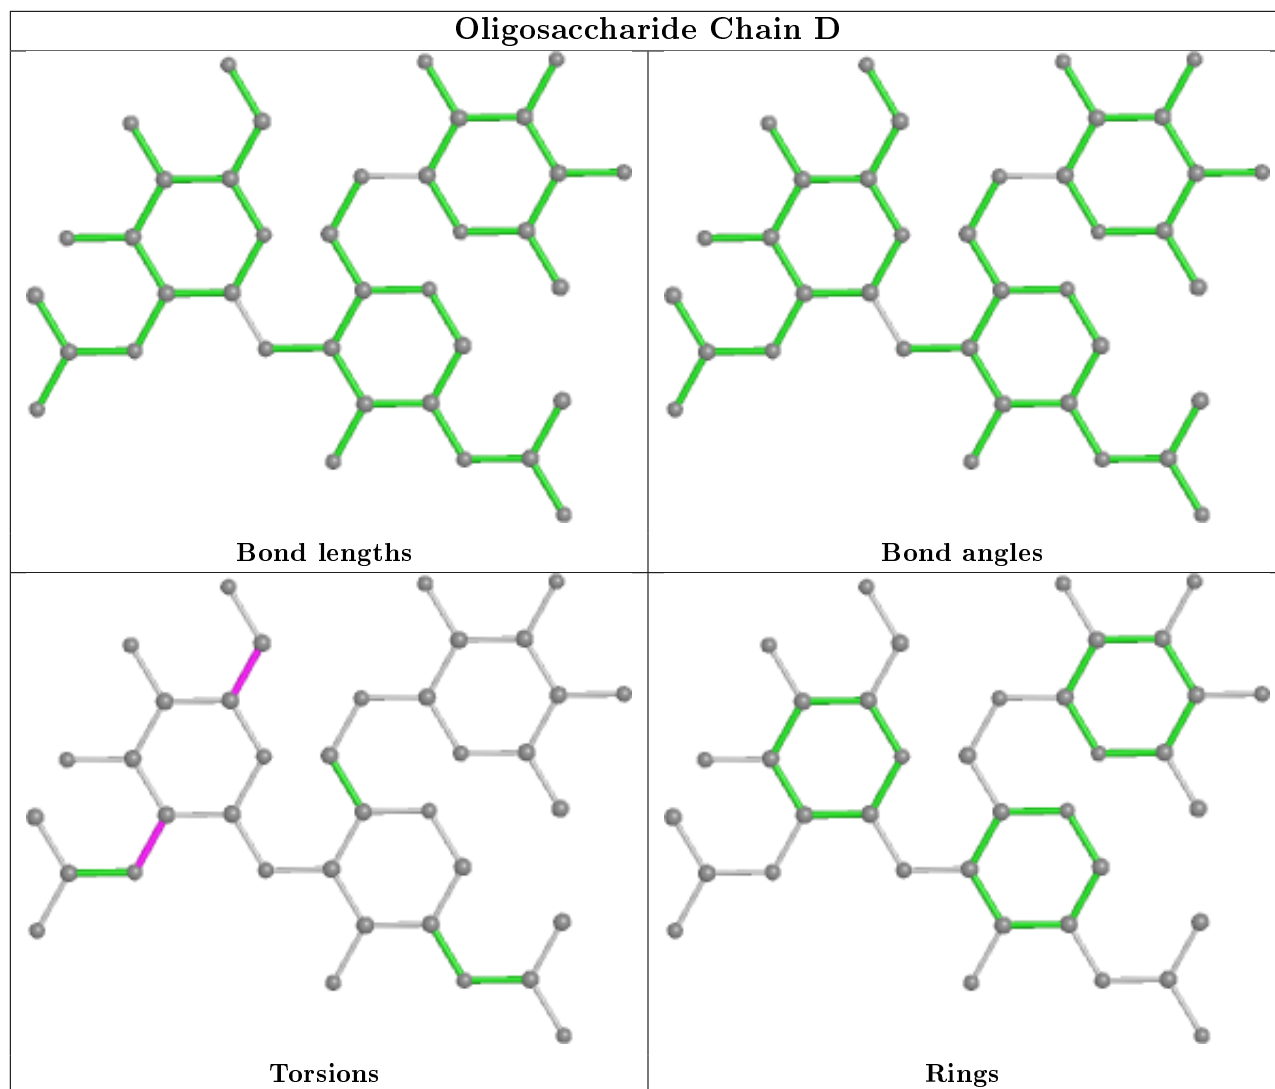 Oligosaccharide Chain D
Bond lengths
Bond angles
Torsions
Rings